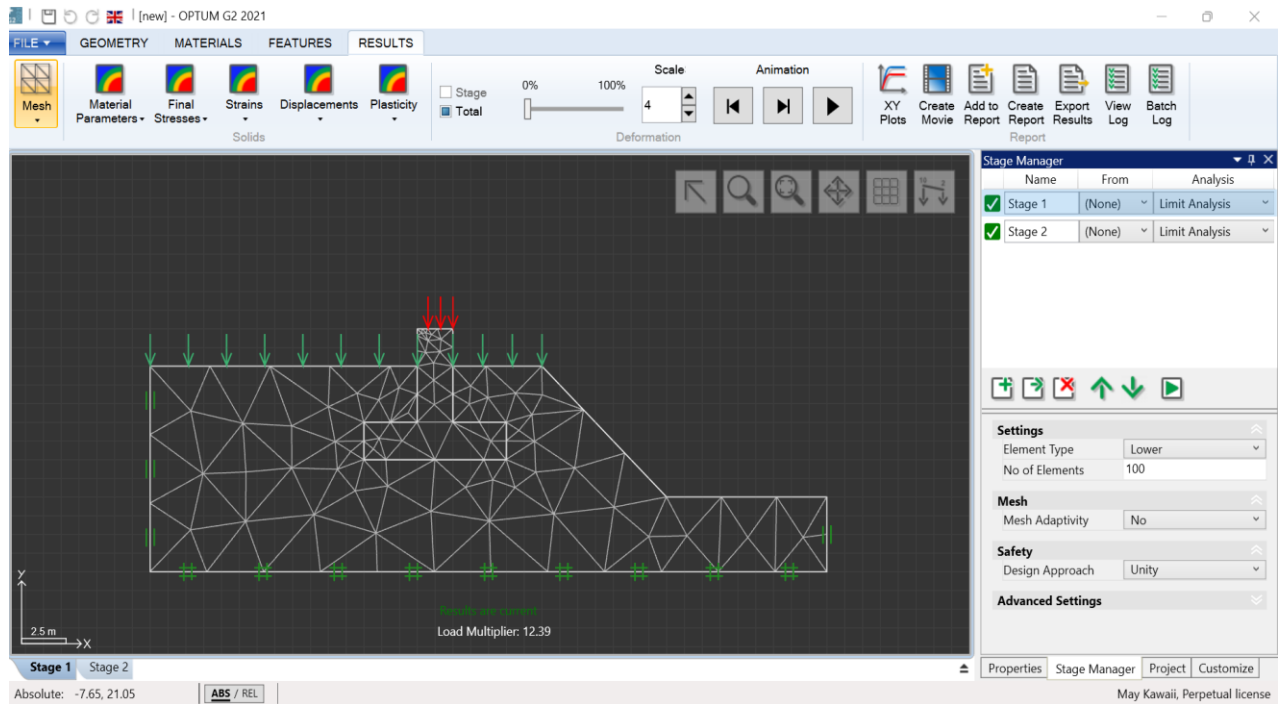 [new] - OPTUM G2 2021
FILE GEOMETRY MATERIALS FEATURES RESULTS
Mesh
Material Parameters
Final Stresses
Strains
Displacements
Plasticity
Solids
Stage
Total
0% 100%
Scale
4
Animation
Deformation
XY Plots
Create Movie
Add to Report
Create Report
Export Results
View Log
Batch Log
Report
Stage Manager
Name From Analysis
Stage 1 (None) Limit Analysis
Stage 2 (None) Limit Analysis
Settings
Element Type Lower
No of Elements 100
Mesh
Mesh Adaptivity No
Safety
Design Approach Unity
Advanced Settings
Y
2.5 m
X
Results are current
Load Multiplier: 12.39
Stage 1 Stage 2
Properties Stage Manager Project Customize
Absolute: -7.65, 21.05 ABS / REL
May Kawaii, Perpetual license